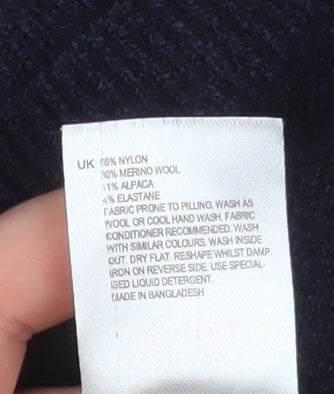 UK 55% NYLON
30% MERINO WOOL
11% ALPACA
4% ELASTANE
FABRIC PRONE TO PILLING. WASH AS
WOOL OR COOL HAND WASH. FABRIC
CONDITIONER RECOMMENDED. WASH
WITH SIMILAR COLOURS. WASH INSIDE
OUT. DRY FLAT. RESHAPE WHILST DAMP.
IRON ON REVERSE SIDE. USE SPECIAL-
ISED LIQUID DETERGENT.
MADE IN BANGLADESH